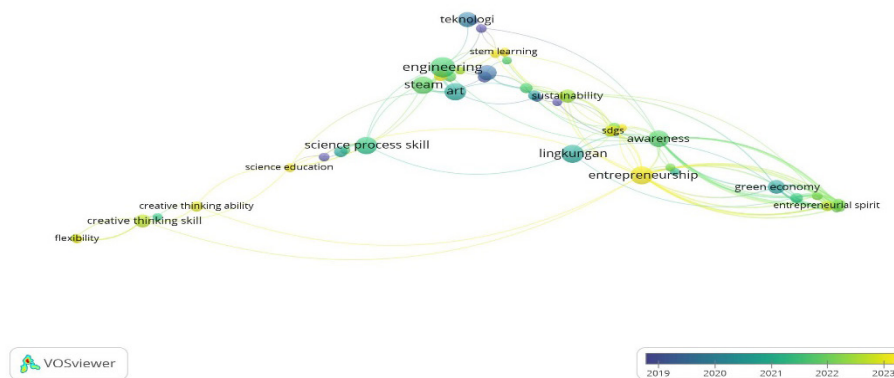 teknologi
stem learning
engineering
steam
art
sustainability
sdgs
awareness
science process skill
lingkungan
science education
entrepreneurship
green economy
creative thinking ability
entrepreneurial spirit
creative thinking skill
flexibility
VOSviewer
2019 2020 2021 2022 2023